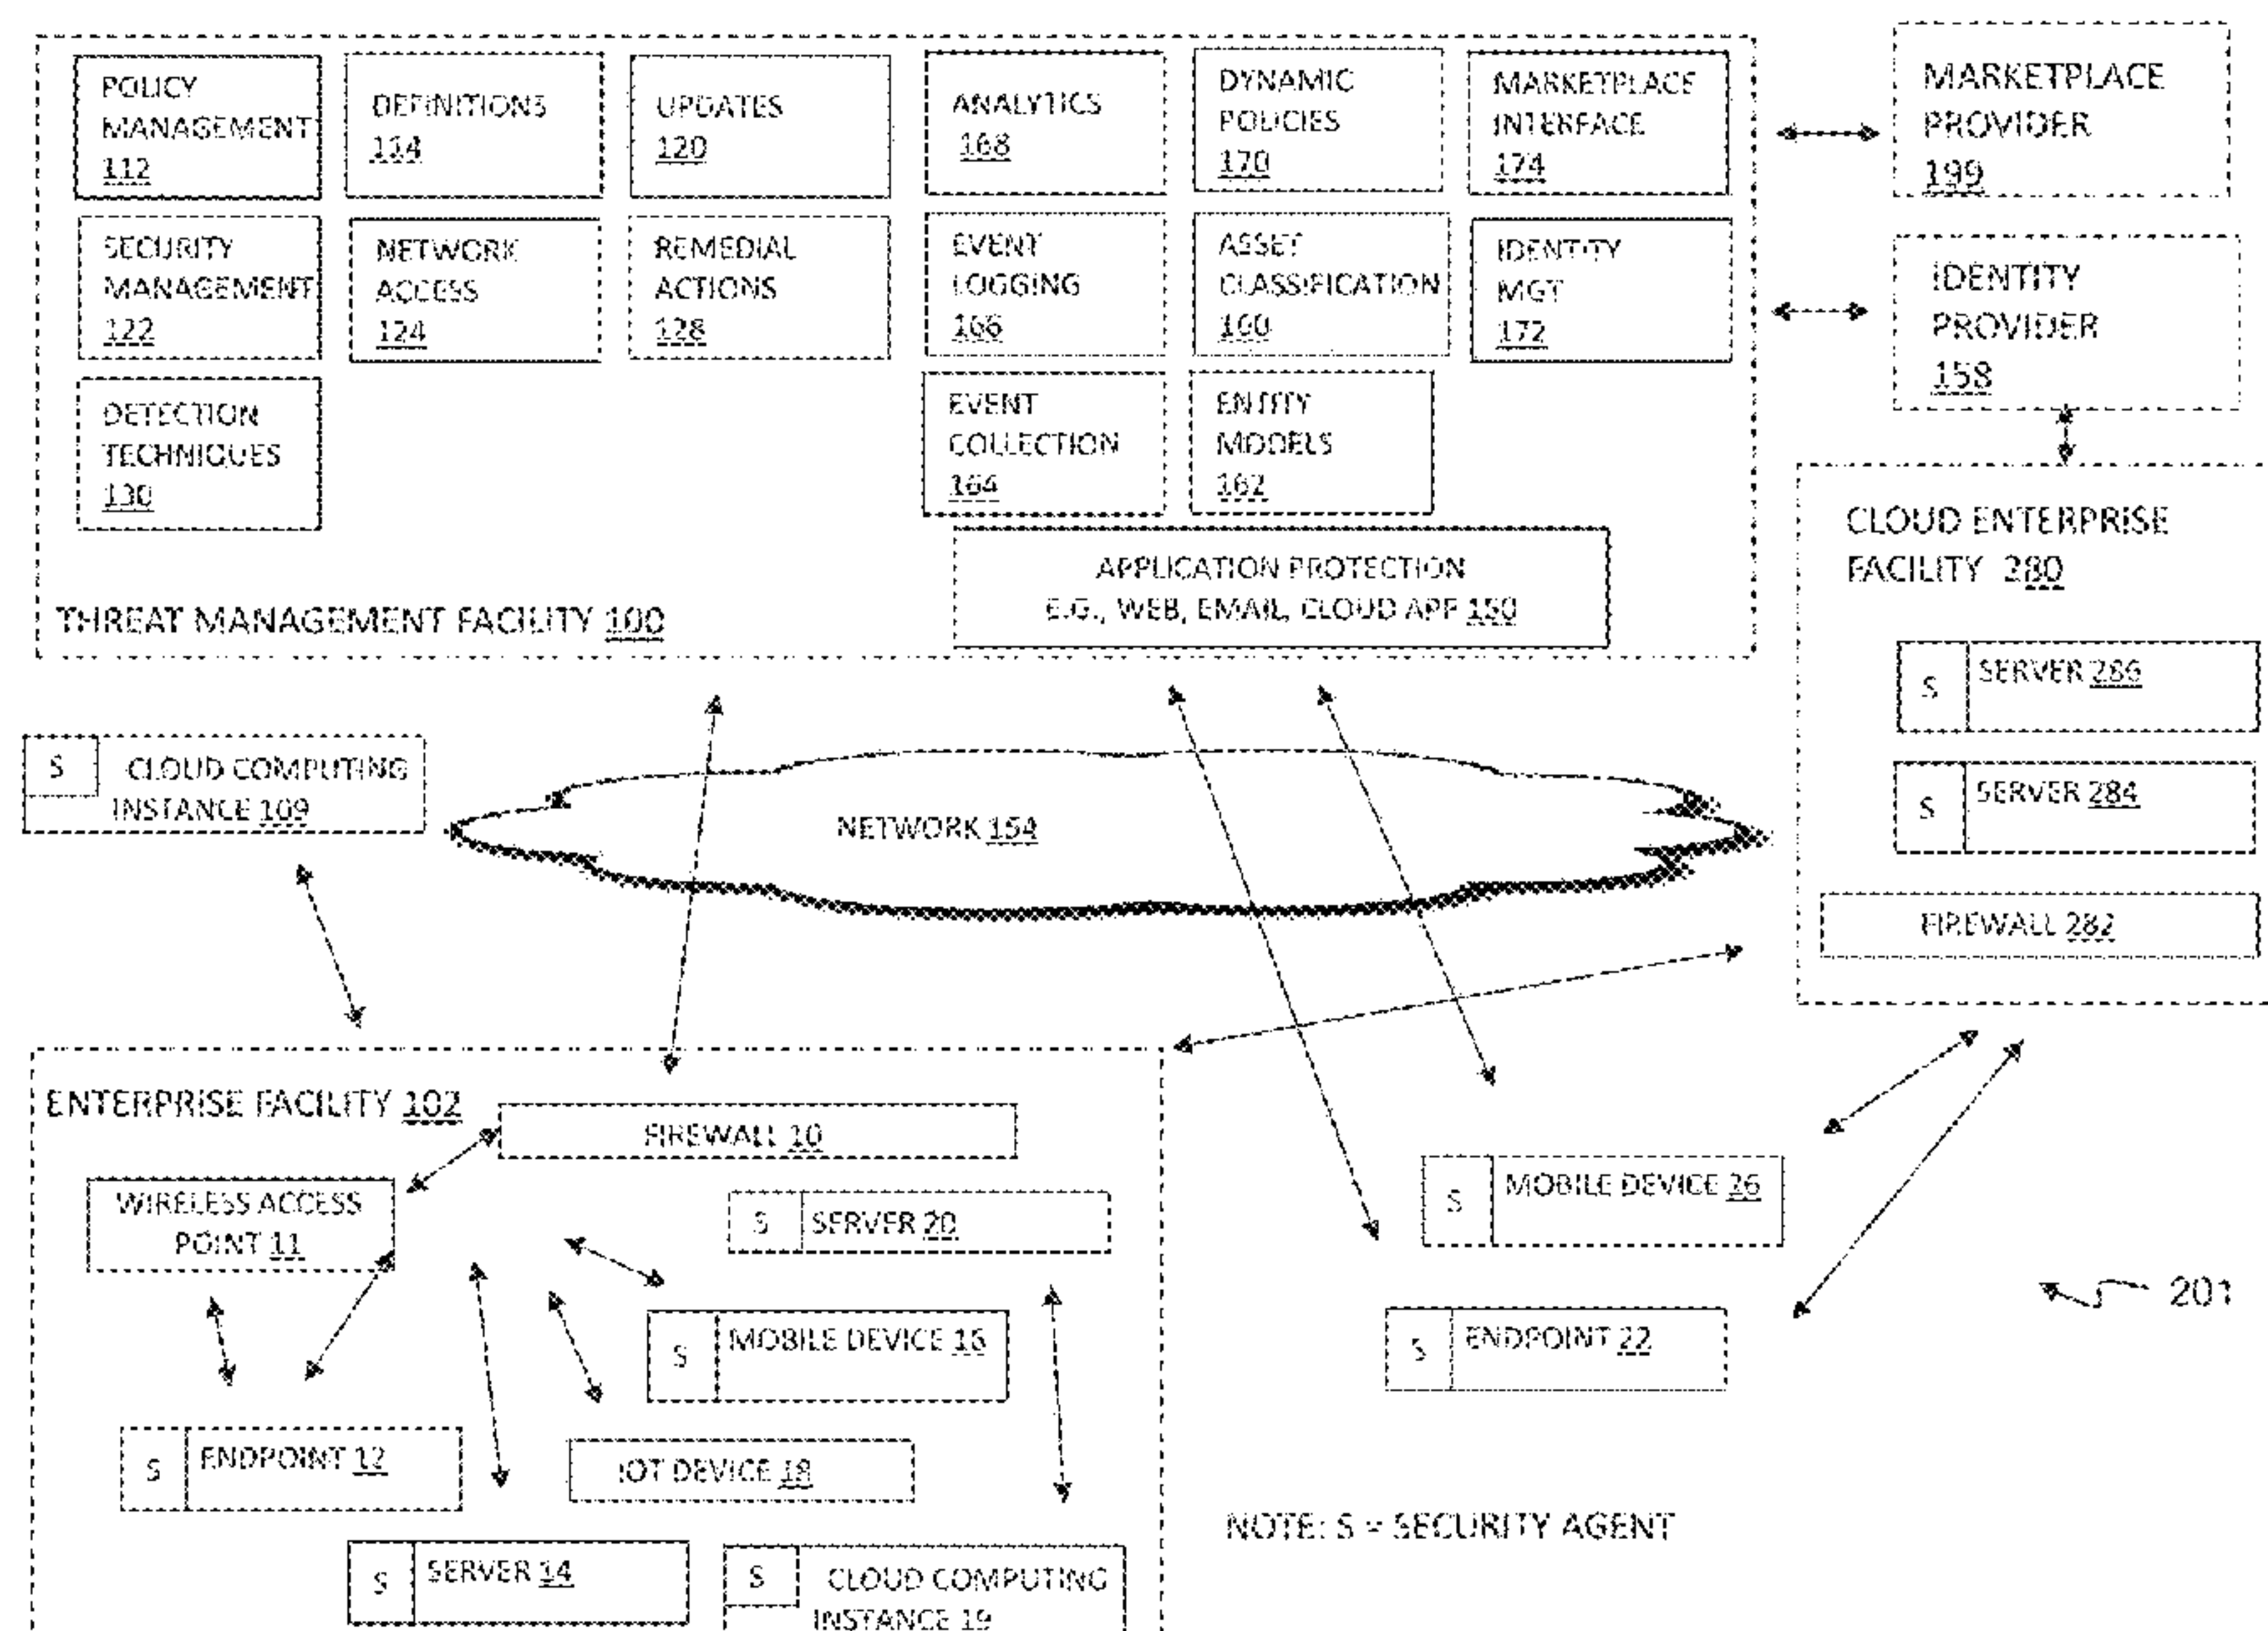 POLICY
MANAGEMENT
112
DEFINITIONS
114
UPDATES
120
ANALYTICS
168
DYNAMIC
POLICIES
170
MARKETPLACE
INTERFACE
174
MARKETPLACE
PROVIDER
199
SECURITY
MANAGEMENT
122
NETWORK
ACCESS
124
REMEDIAL
ACTIONS
128
EVENT
LOGGING
166
ASSET
CLASSIFICATION
160
IDENTITY
MGT
172
IDENTITY
PROVIDER
158
DETECTION
TECHNIQUES
130
EVENT
COLLECTION
164
ENTITY
MODELS
162
APPLICATION PROTECTION
E.G., WEB, EMAIL, CLOUD APP 150
THREAT MANAGEMENT FACILITY 100
CLOUD ENTERPRISE
FACILITY 280
S SERVER 286
S SERVER 284
FIREWALL 282
S CLOUD COMPUTING
INSTANCE 109
NETWORK 154
ENTERPRISE FACILITY 102
FIREWALL 10
WIRELESS ACCESS
POINT 11
S SERVER 20
S MOBILE DEVICE 16
S ENDPOINT 12
IOT DEVICE 18
S SERVER 14
S CLOUD COMPUTING
INSTANCE 19
S MOBILE DEVICE 26
S ENDPOINT 22
201
NOTE: S = SECURITY AGENT